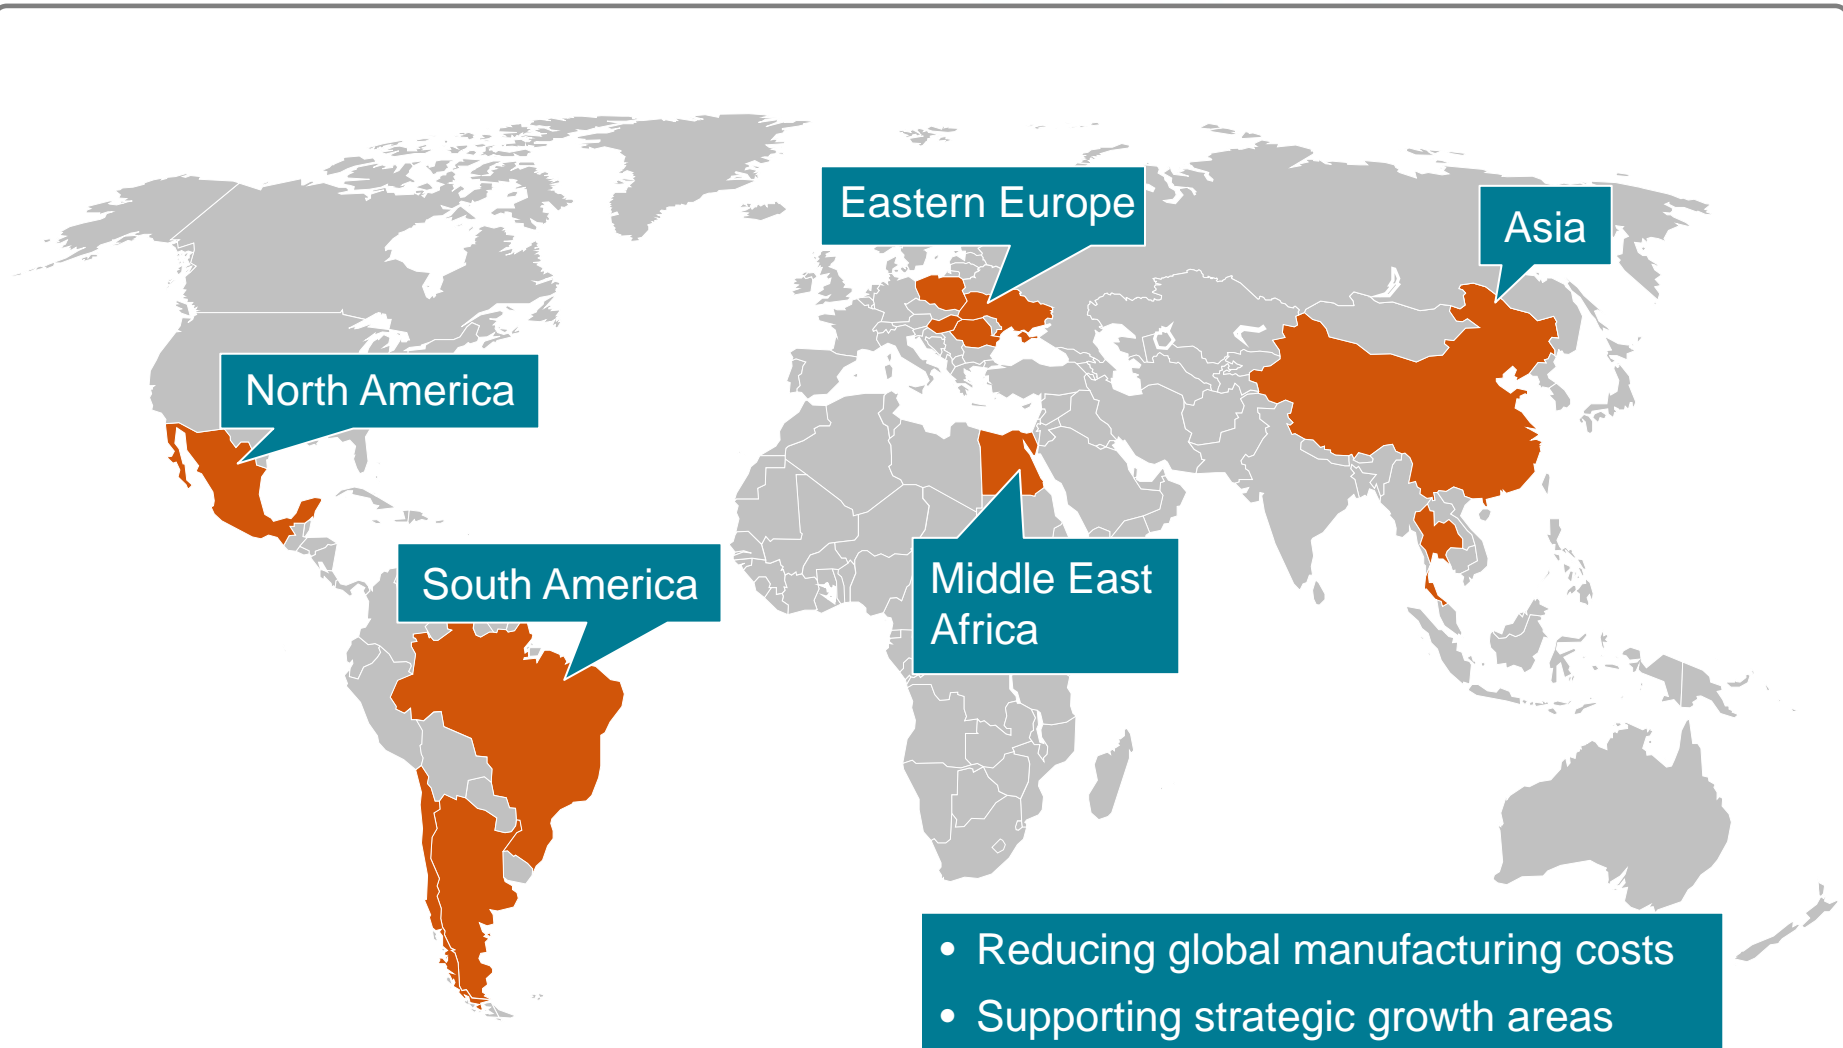 Eastern Europe
Asia
North America
South America
Middle East
Africa
• Reducing global manufacturing costs
• Supporting strategic growth areas